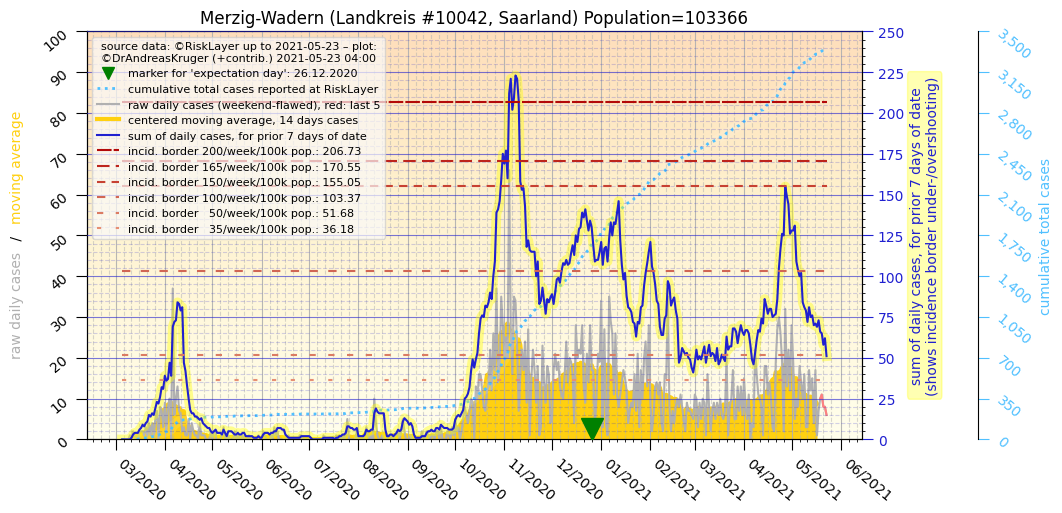 Merzig-Wadern (Landkreis #10042, Saarland) Population=103366
source data: ©RiskLayer up to 2021-05-23 – plot:
©DrAndreasKruger (+contrib.) 2021-05-23 04:00
marker for 'expectation day': 26.12.2020
cumulative total cases reported at RiskLayer
raw daily cases (weekend-flawed), red: last 5
centered moving average, 14 days cases
sum of daily cases, for prior 7 days of date
incid. border 200/week/100k pop.: 206.73
incid. border 165/week/100k pop.: 170.55
incid. border 150/week/100k pop.: 155.05
incid. border 100/week/100k pop.: 103.37
incid. border   50/week/100k pop.: 51.68
incid. border   35/week/100k pop.: 36.18
raw daily cases / moving average
100
90
80
70
60
50
40
30
20
10
0
03/2020
04/2020
05/2020
06/2020
07/2020
08/2020
09/2020
10/2020
11/2020
12/2020
01/2021
02/2021
03/2021
04/2021
05/2021
06/2021
250
225
200
175
150
125
100
75
50
25
0
sum of daily cases, for prior 7 days of date
(shows incidence border under-/overshooting)
3,500
3,150
2,800
2,450
2,100
1,750
1,400
1,050
700
350
0
cumulative total cases